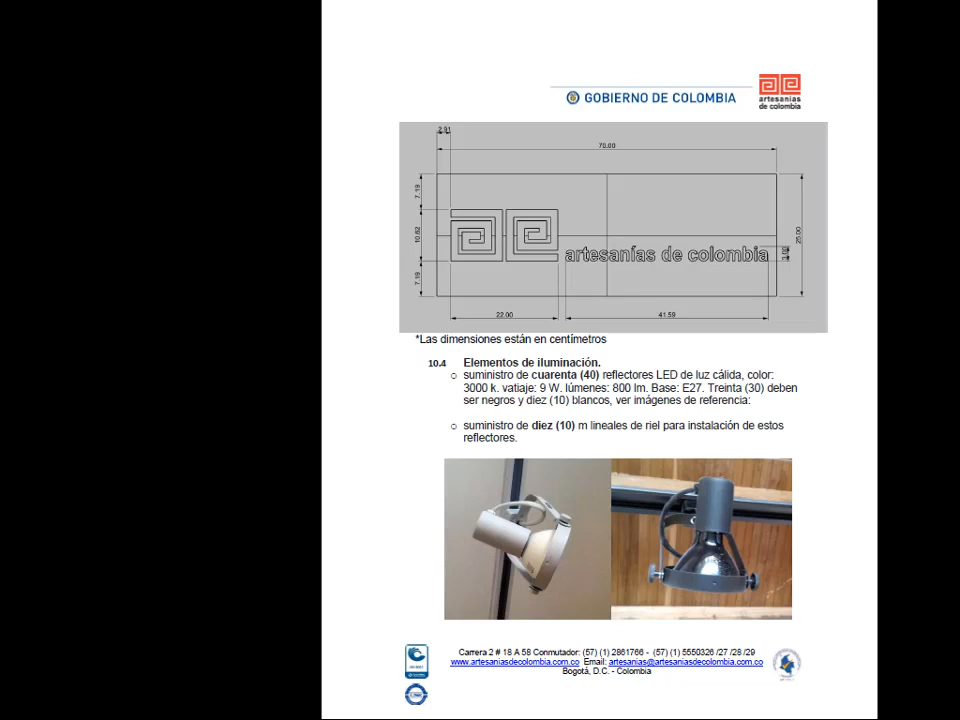 GOBIERNO DE COLOMBIA
artesanías
de colombia
2.91
70.00
7.19
10.62
25.00
artesanías de colombia
7.19
22.00
41.59
*Las dimensiones están en centímetros
10.4 Elementos de iluminación.
o suministro de cuarenta (40) reflectores LED de luz cálida, color:
3000 k. vatiaje: 9 W. lúmenes: 800 lm. Base: E27. Treinta (30) deben
ser negros y diez (10) blancos, ver imágenes de referencia:
o suministro de diez (10) m lineales de riel para instalación de estos
reflectores.
Carrera 2 # 18 A 58 Conmutador: (57) (1) 2861766 - (57) (1) 5550326 /27 /28 /29
www.artesaniasdecolombia.com.co Email: artesanias@artesaniasdecolombia.com.co
Bogotá, D.C. - Colombia